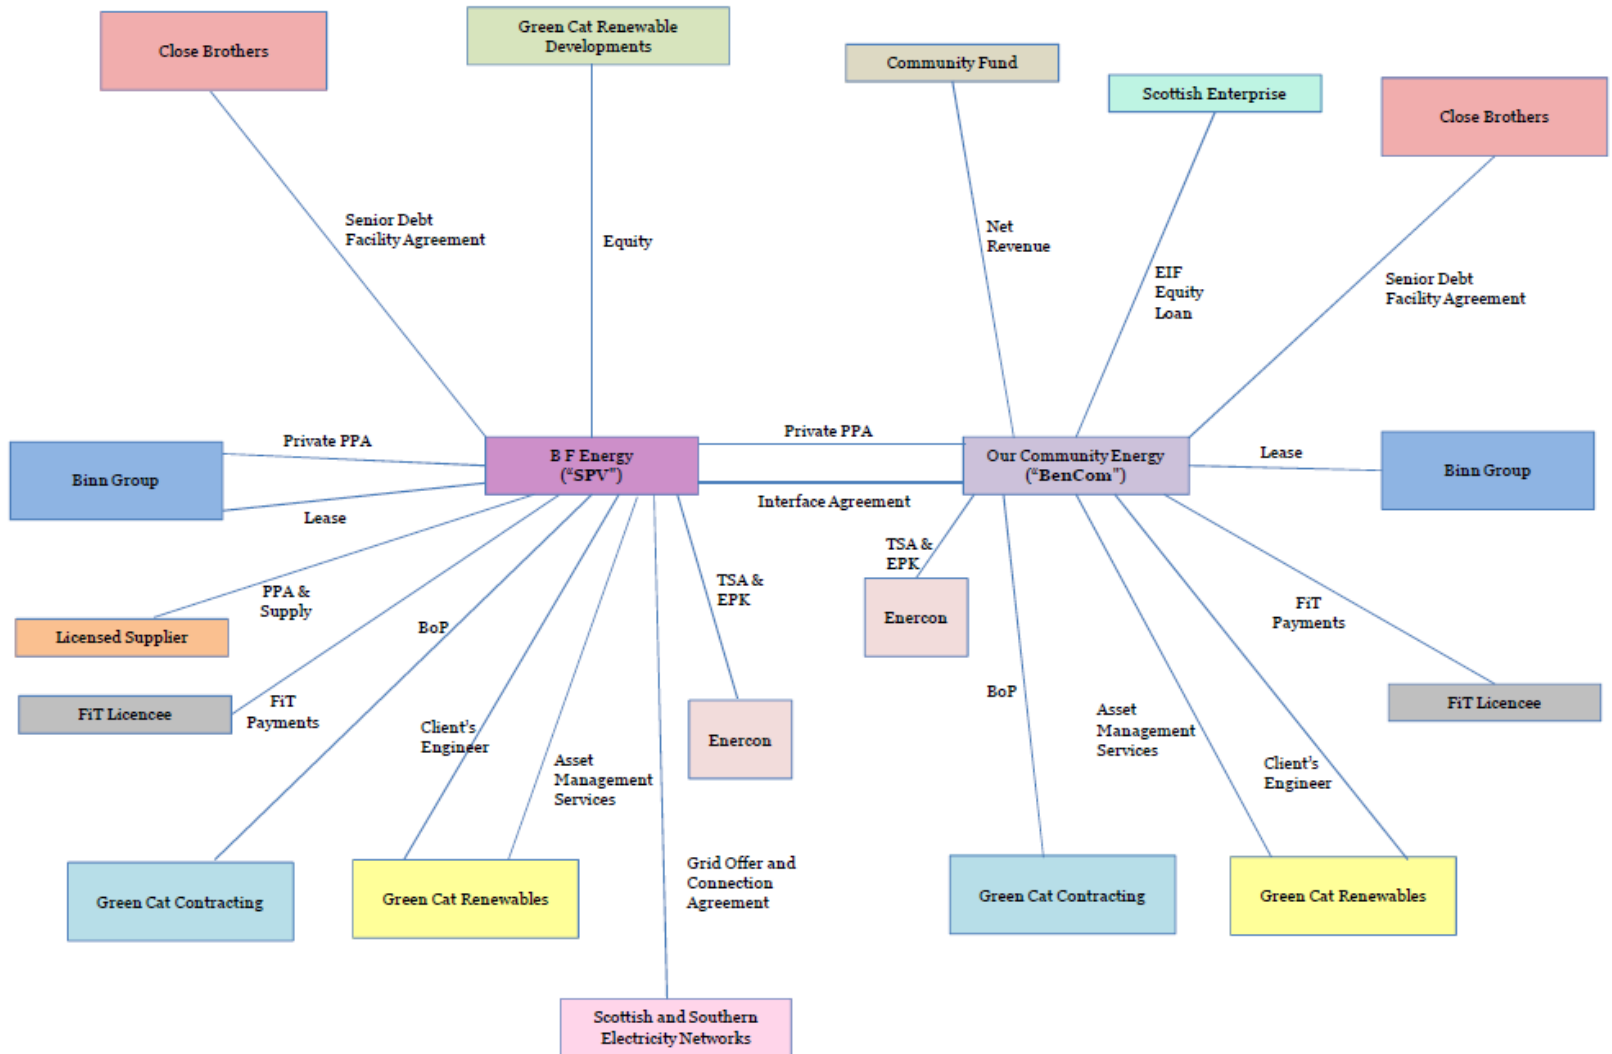 Close Brothers
Green Cat Renewable
Developments
Community Fund
Scottish Enterprise
Close Brothers
Senior Debt
Facility Agreement
Equity
Net
Revenue
EIF
Equity
Loan
Senior Debt
Facility Agreement
Binn Group
Private PPA
Lease
B F Energy
("SPV")
Private PPA
Interface Agreement
Our Community Energy
("BenCom")
Lease
Binn Group
PPA &
Supply
Licensed Supplier
FiT Licencee
FiT
Payments
BoP
Client's
Engineer
Asset
Management
Services
TSA &
EPK
Enercon
TSA &
EPK
Enercon
BoP
Asset
Management
Services
Client's
Engineer
FiT
Payments
FiT Licencee
Green Cat Contracting
Green Cat Renewables
Grid Offer and
Connection
Agreement
Green Cat Contracting
Green Cat Renewables
Scottish and Southern
Electricity Networks